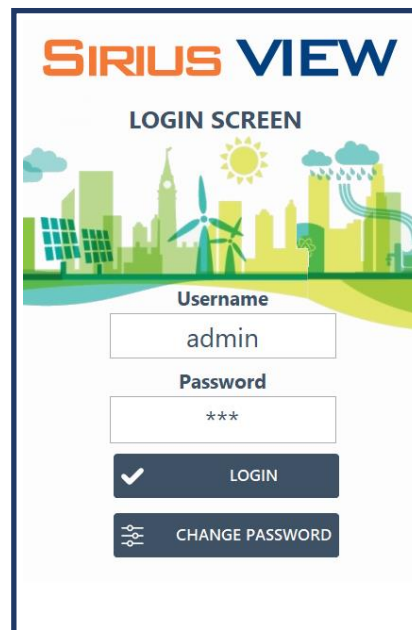 SIRIUS VIEW
LOGIN SCREEN
Username
admin
Password
***
LOGIN
CHANGE PASSWORD